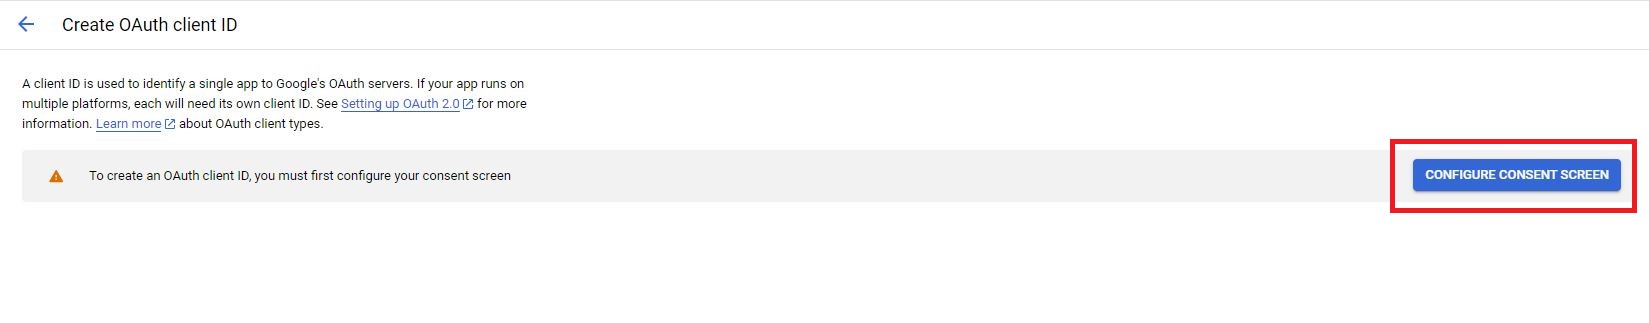 Create OAuth client ID
A client ID is used to identify a single app to Google's OAuth servers. If your app runs on
multiple platforms, each will need its own client ID. See Setting up OAuth 2.0 for more
information. Learn more about OAuth client types.
To create an OAuth client ID, you must first configure your consent screen
CONFIGURE CONSENT SCREEN